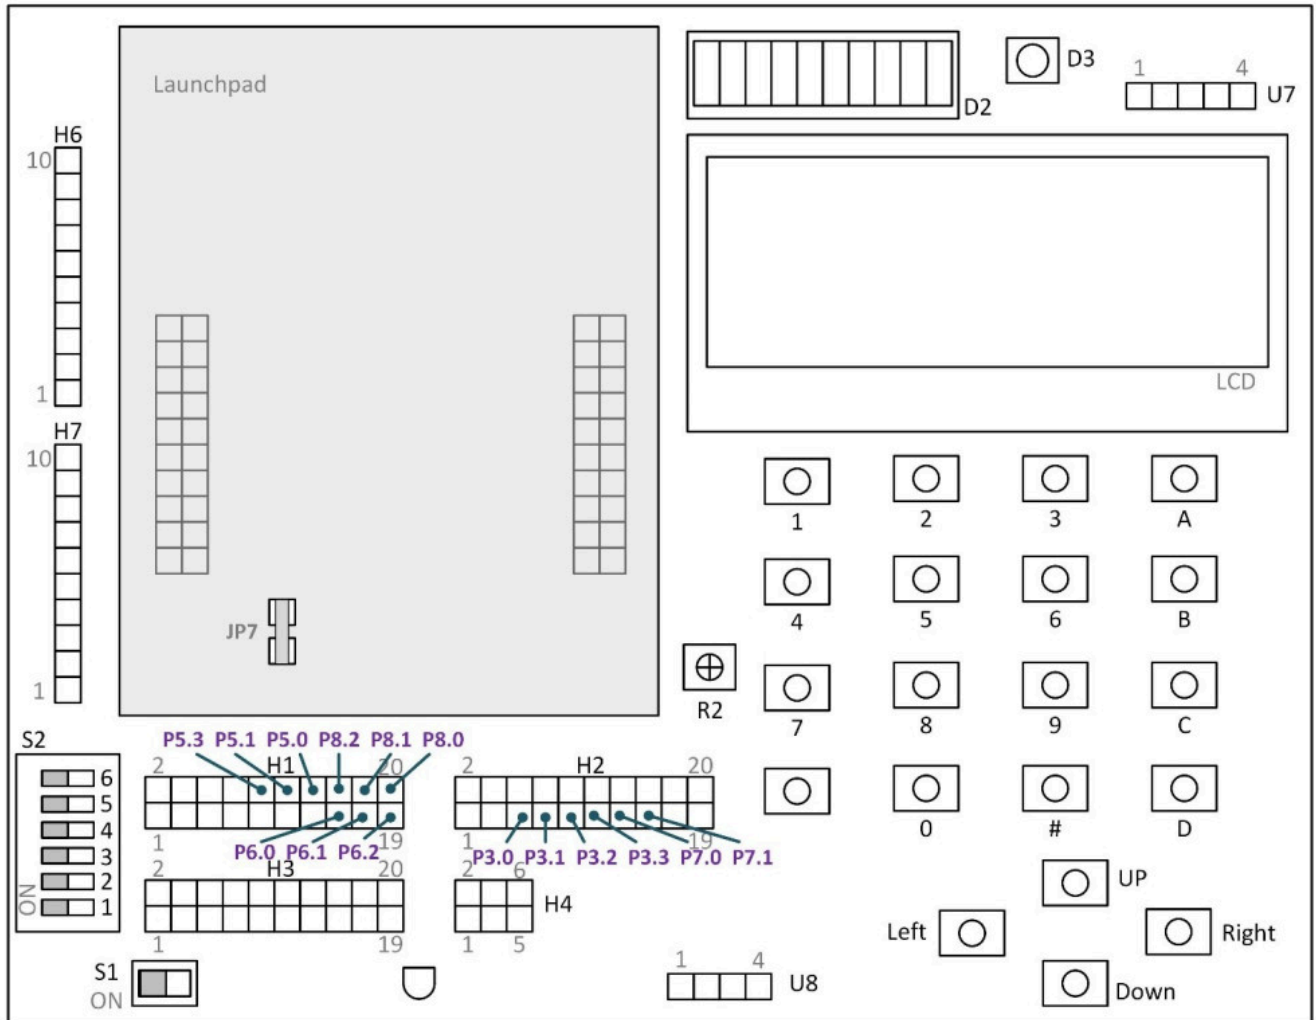 Launchpad
D3
1 4
U7
D2
H6
10
1
LCD
H7
10
1
1 2 3 A
4 5 6 B
JP7
R2
7 8 9 C
S2
P5.3 P5.1 P5.0 P8.2 P8.1 P8.0
2 H1 20
2 H2 20
6
5
4
3
2
1
ON
1 19
1 19
P6.0 P6.1 P6.2
P3.0 P3.1 P3.2 P3.3 P7.0 P7.1
0 # D
2 H3 20
2 6
H4
1 19
1 5
UP
Left
Right
Down
S1
ON
1 4
U8